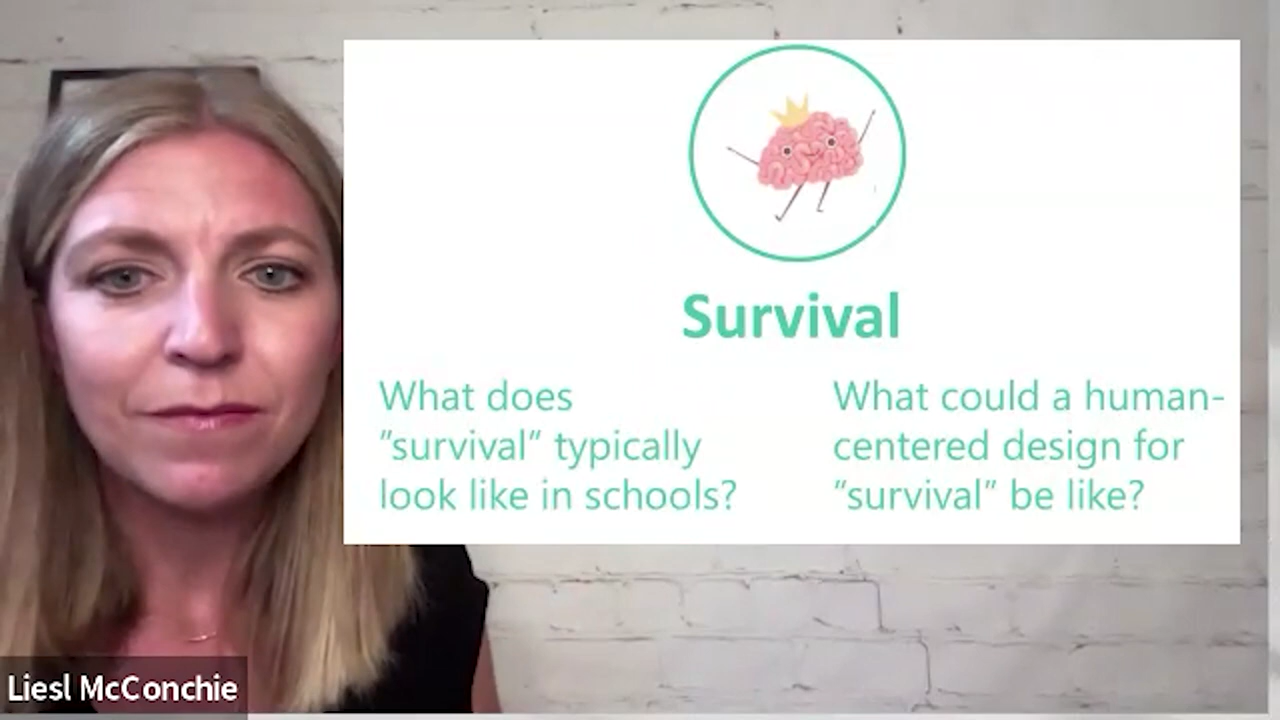 Survival
What does
"survival" typically
look like in schools?
What could a human-
centered design for
"survival" be like?
Liesl McConchie